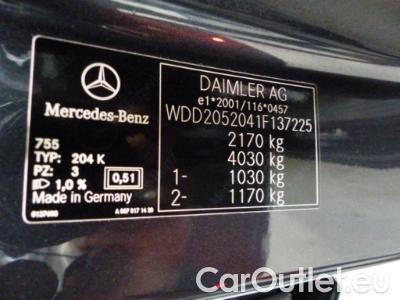 Mercedes-Benz
755
TYP: 204 K
PZ: 3
1,0 %
0,51
Made in Germany
DAIMLER AG
e1*2001/116*0457
WDD2052041F137225
2170 kg
4030 kg
1- 1030 kg
2- 1170 kg
CarOutlet.eu